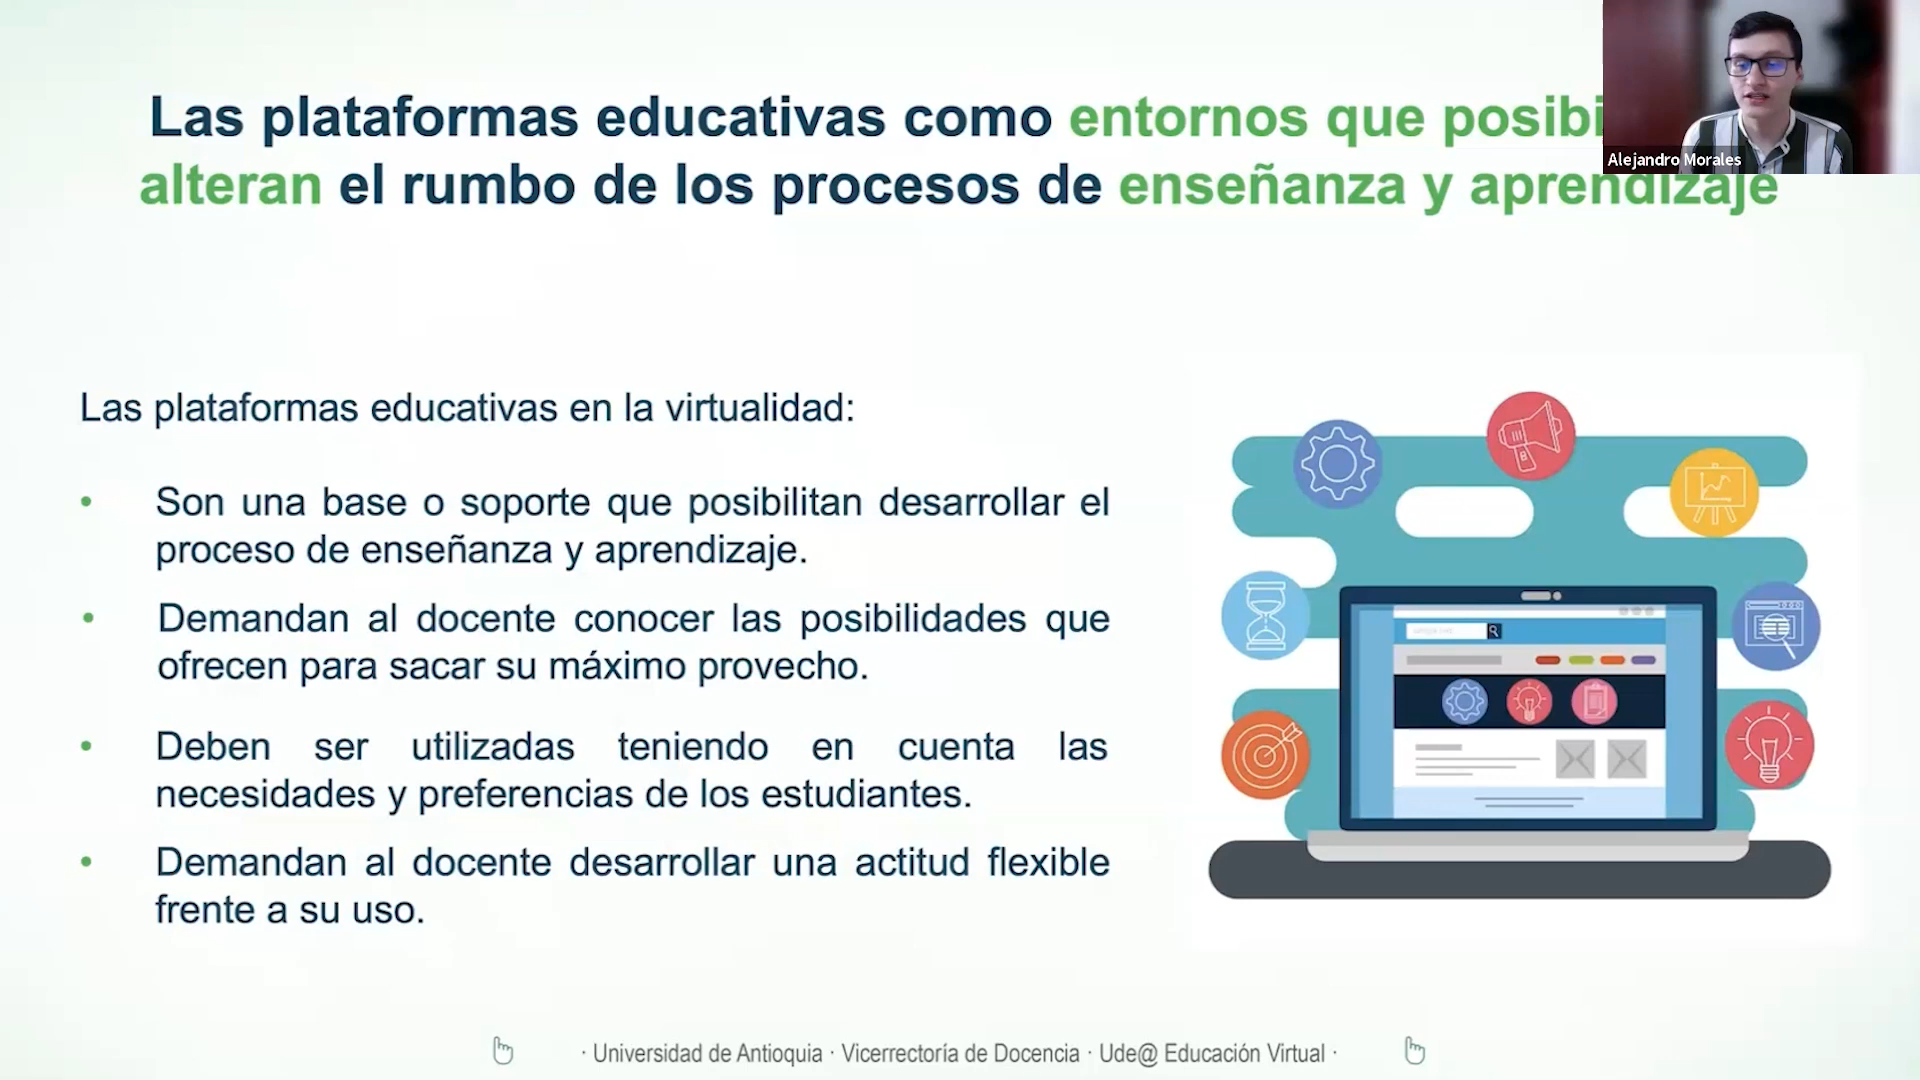 Las plataformas educativas como entornos que
Alejandro Morales
alteran el rumbo de los procesos de enseñanza y aprendizaje
Las plataformas educativas en la virtualidad:
• Son una base o soporte que posibilitan desarrollar el
proceso de enseñanza y aprendizaje.
• Demandan al docente conocer las posibilidades que
ofrecen para sacar su máximo provecho.
• Deben ser utilizadas teniendo en cuenta las
necesidades y preferencias de los estudiantes.
• Demandan al docente desarrollar una actitud flexible
frente a su uso.
· Universidad de Antioquia · Vicerrectoría de Docencia · Ude@ Educación Virtual ·